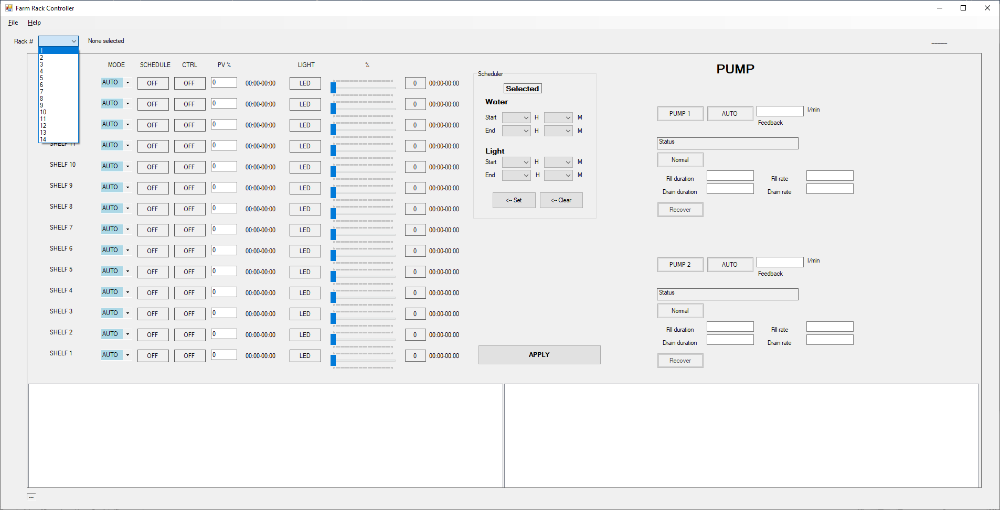 Farm Rack Controller
File Help
Rack # None selected _____
1
2
3
4
5
6
7
8
9
10
11
12
13
14
MODE SCHEDULE CTRL PV % LIGHT %
AUTO OFF OFF 0 00:00-00:00 LED 0 00:00-00:00
AUTO OFF OFF 0 00:00-00:00 LED 0 00:00-00:00
AUTO OFF OFF 0 00:00-00:00 LED 0 00:00-00:00
SHELF 11 AUTO OFF OFF 0 00:00-00:00 LED 0 00:00-00:00
SHELF 10 AUTO OFF OFF 0 00:00-00:00 LED 0 00:00-00:00
SHELF 9 AUTO OFF OFF 0 00:00-00:00 LED 0 00:00-00:00
SHELF 8 AUTO OFF OFF 0 00:00-00:00 LED 0 00:00-00:00
SHELF 7 AUTO OFF OFF 0 00:00-00:00 LED 0 00:00-00:00
SHELF 6 AUTO OFF OFF 0 00:00-00:00 LED 0 00:00-00:00
SHELF 5 AUTO OFF OFF 0 00:00-00:00 LED 0 00:00-00:00
SHELF 4 AUTO OFF OFF 0 00:00-00:00 LED 0 00:00-00:00
SHELF 3 AUTO OFF OFF 0 00:00-00:00 LED 0 00:00-00:00
SHELF 2 AUTO OFF OFF 0 00:00-00:00 LED 0 00:00-00:00
SHELF 1 AUTO OFF OFF 0 00:00-00:00 LED 0 00:00-00:00
Scheduler
Selected
Water
Start H M
End H M
Light
Start H M
End H M
<-- Set <-- Clear
APPLY
PUMP
PUMP 1 AUTO l/min
Feedback
Status
Normal
Fill duration Fill rate
Drain duration Drain rate
Recover
PUMP 2 AUTO l/min
Feedback
Status
Normal
Fill duration Fill rate
Drain duration Drain rate
Recover
---